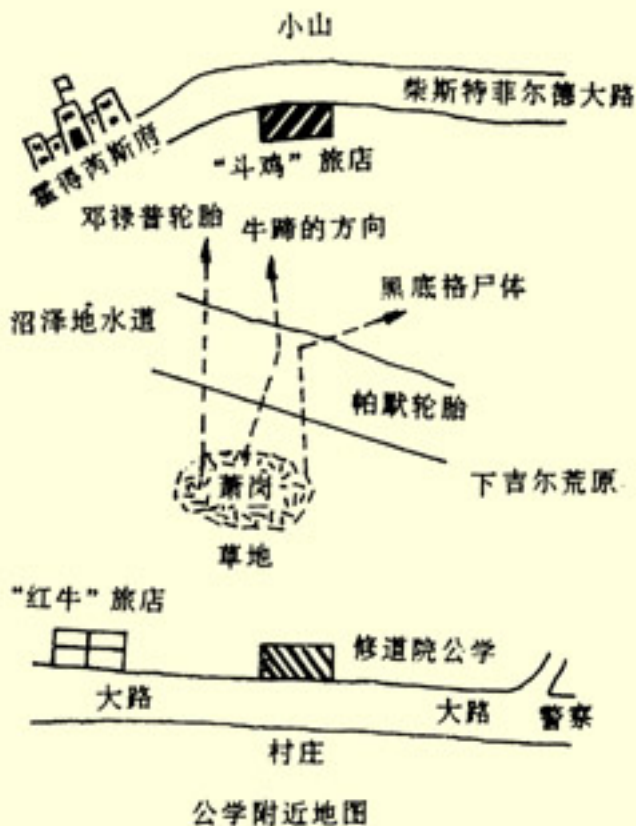 小山
柴斯特菲尔德大路
霍得芮斯府
“斗鸡”旅店
邓禄普轮胎
牛蹄的方向
黑底格尸体
沼泽地水道
帕默轮胎
萧岗
下吉尔荒原
草地
“红牛”旅店
修道院公学
大路
大路
警察
村庄
公学附近地图